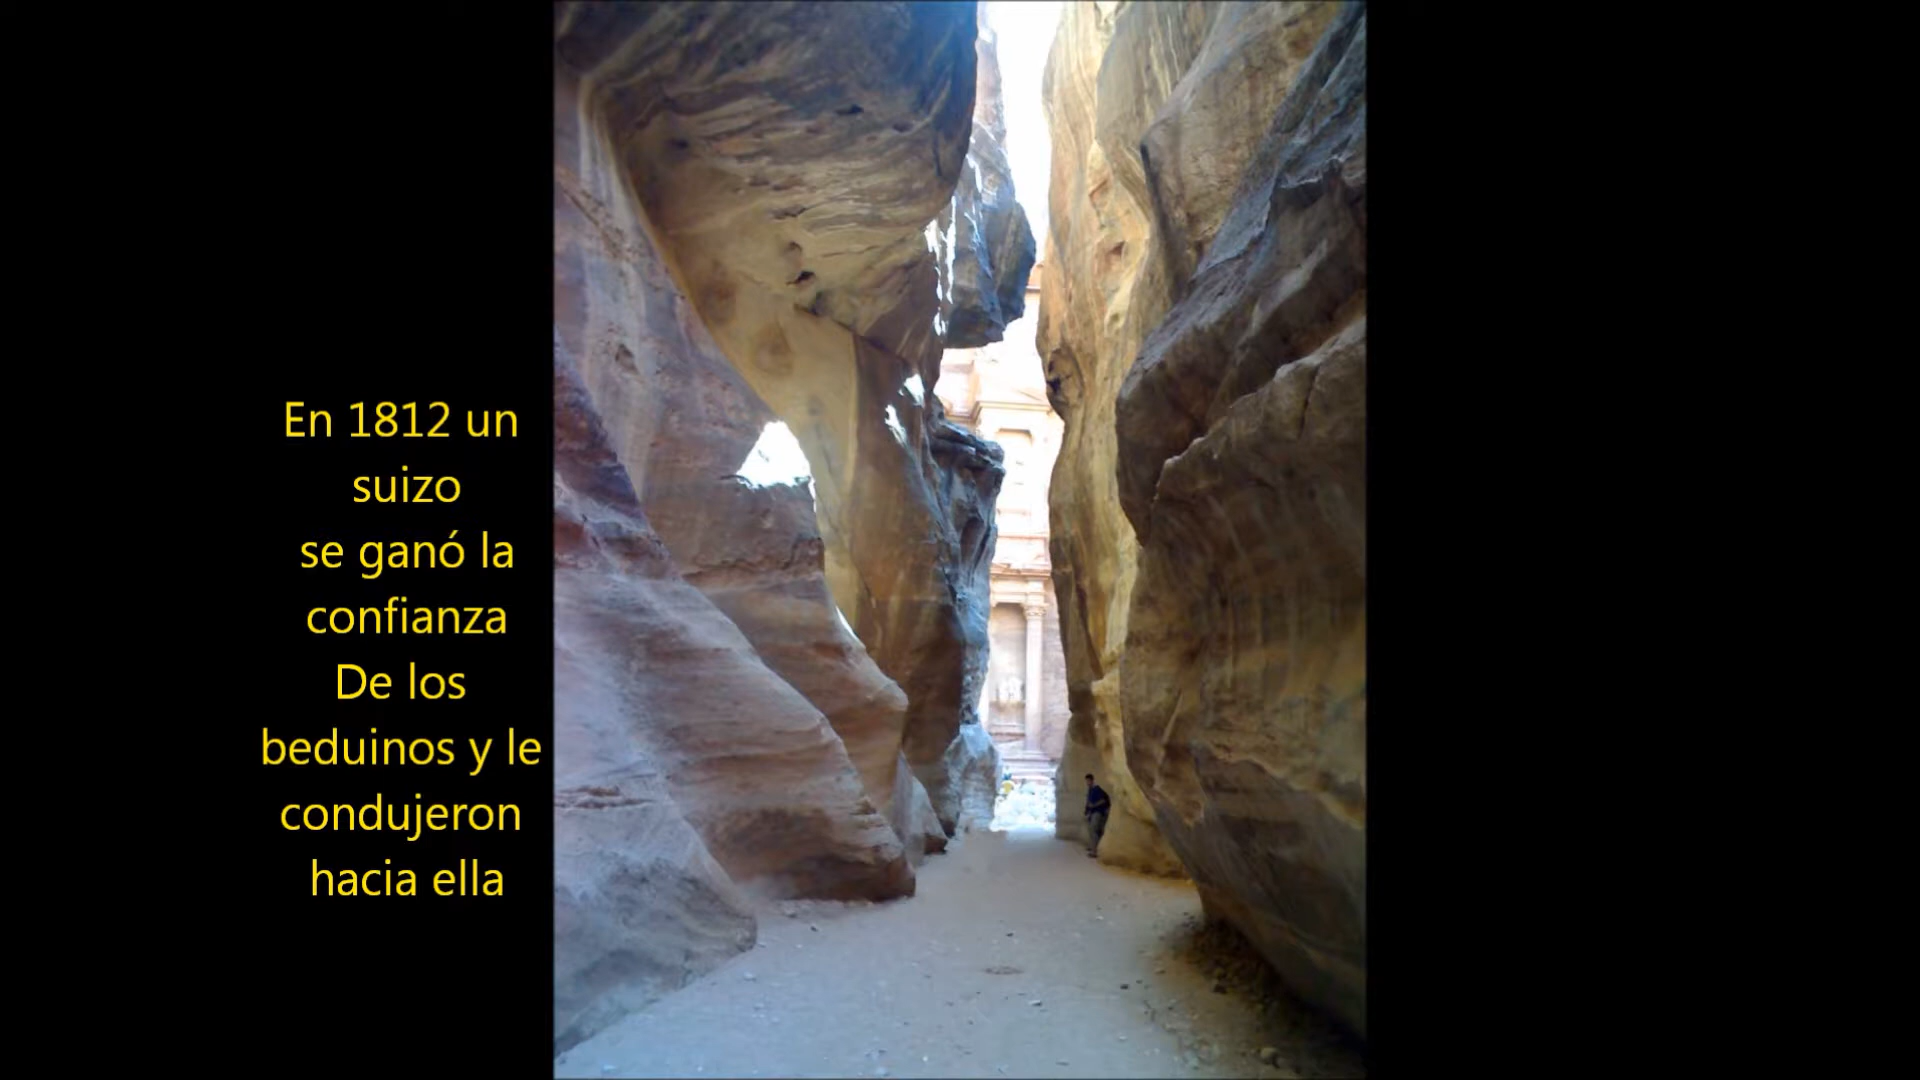 En 1812 un
suizo
se ganó la
confianza
De los
beduinos y le
condujeron
hacia ella